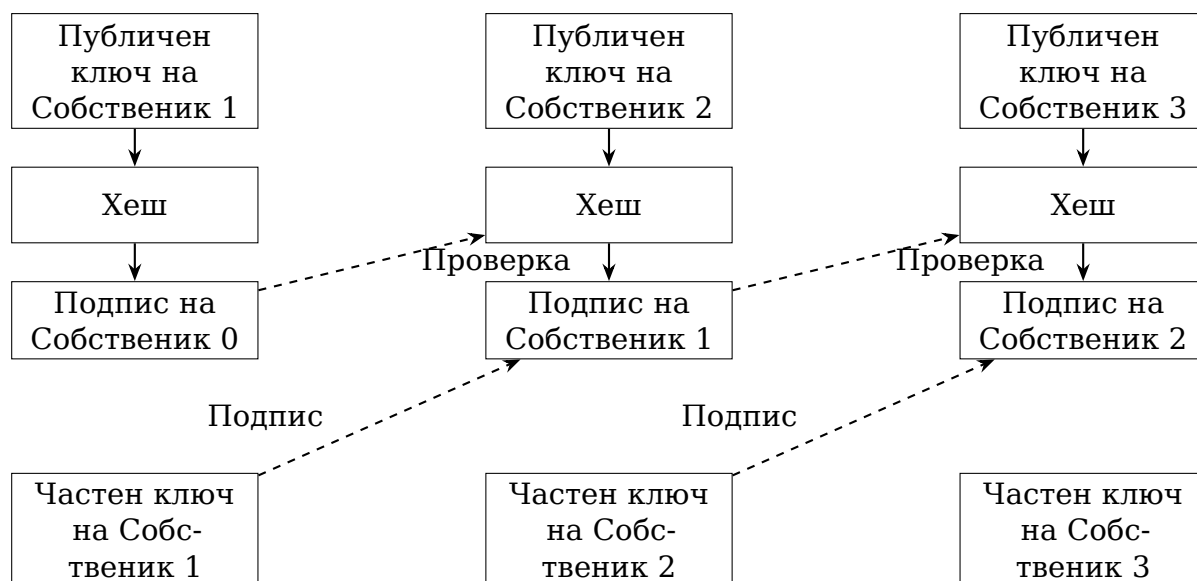 Публичен
ключ на
Собственик 1
Публичен
ключ на
Собственик 2
Публичен
ключ на
Собственик 3
Хеш
Хеш
Хеш
Проверка
Проверка
Подпис на
Собственик 0
Подпис на
Собственик 1
Подпис на
Собственик 2
Подпис
Подпис
Частен ключ
на Собс-
твеник 1
Частен ключ
на Собс-
твеник 2
Частен ключ
на Собс-
твеник 3